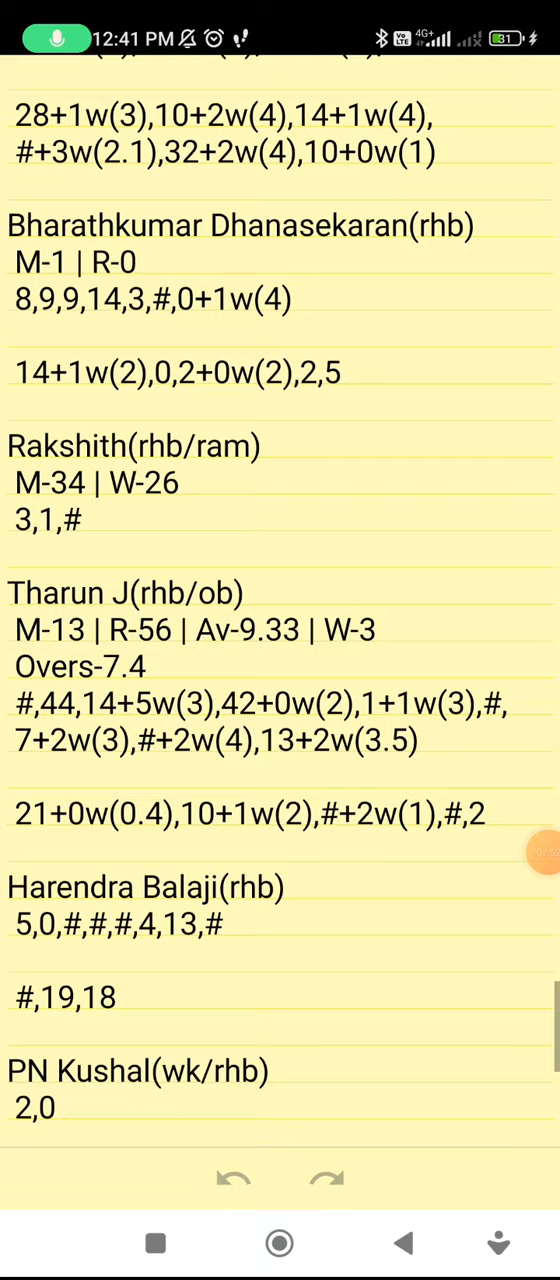 12:41 PM
Vo LTE 4G+ 31
28+1w(3),10+2w(4),14+1w(4),
#+3w(2.1),32+2w(4),10+0w(1)
Bharathkumar Dhanasekaran(rhb)
M-1 | R-0
8,9,9,14,3,#,0+1w(4)
14+1w(2),0,2+0w(2),2,5
Rakshith(rhb/ram)
M-34 | W-26
3,1,#
Tharun J(rhb/ob)
M-13 | R-56 | Av-9.33 | W-3
Overs-7.4
#,44,14+5w(3),42+0w(2),1+1w(3),#,
7+2w(3),#+2w(4),13+2w(3.5)
21+0w(0.4),10+1w(2),#+2w(1),#,2
Harendra Balaji(rhb)
5,0,#,#,#,4,13,#
#,19,18
PN Kushal(wk/rhb)
2,0